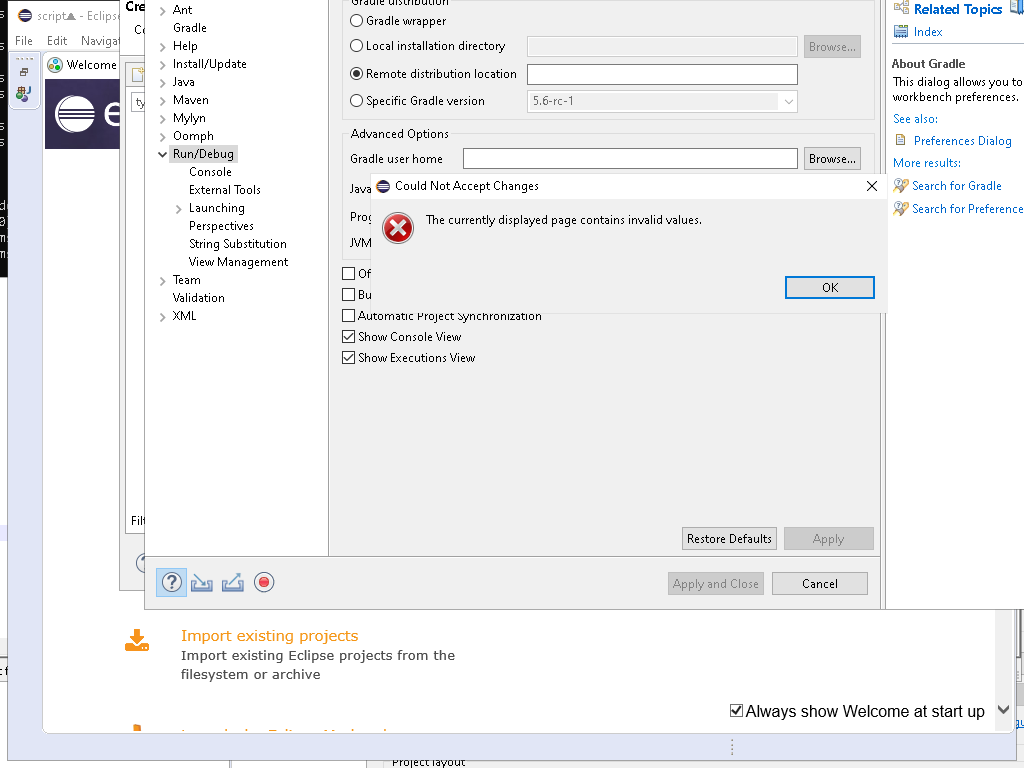 script▲ - Eclipse
File Edit Navigat
Welcome
Cre
Ant
Gradle
Help
Install/Update
Java
Maven
Mylyn
Oomph
Run/Debug
Console
External Tools
Launching
Perspectives
String Substitution
View Management
Team
Validation
XML
Gradle distribution
Gradle wrapper
Local installation directory
Browse...
Remote distribution location
Specific Gradle version
5.6-rc-1
Advanced Options
Gradle user home
Browse...
Java
Prog
JVM
Could Not Accept Changes
The currently displayed page contains invalid values.
OK
Of
Bu
Automatic Project Synchronization
Show Console View
Show Executions View
Restore Defaults
Apply
Apply and Close
Cancel
Related Topics
Index
About Gradle
This dialog allows you to
workbench preferences.
See also:
Preferences Dialog
More results:
Search for Gradle
Search for Preference
Filt
Import existing projects
Import existing Eclipse projects from the
filesystem or archive
Always show Welcome at start up
Project layout